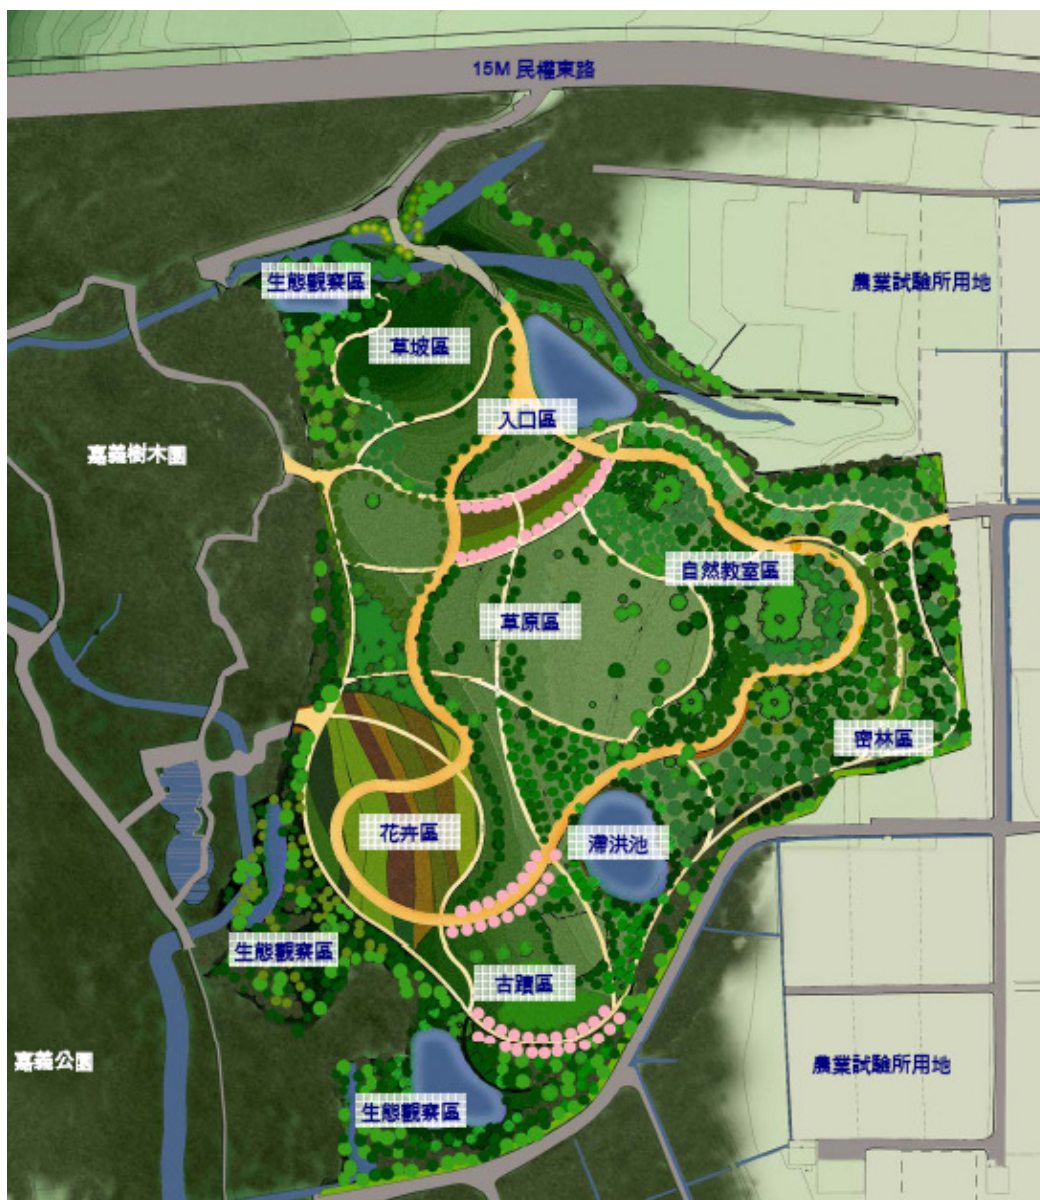 15M 民權東路
生態觀察區
農業試驗所用地
草坡區
入口區
嘉義樹木園
自然教室區
草原區
密林區
花卉區
滯洪池
生態觀察區
古蹟區
嘉義公園
農業試驗所用地
生態觀察區